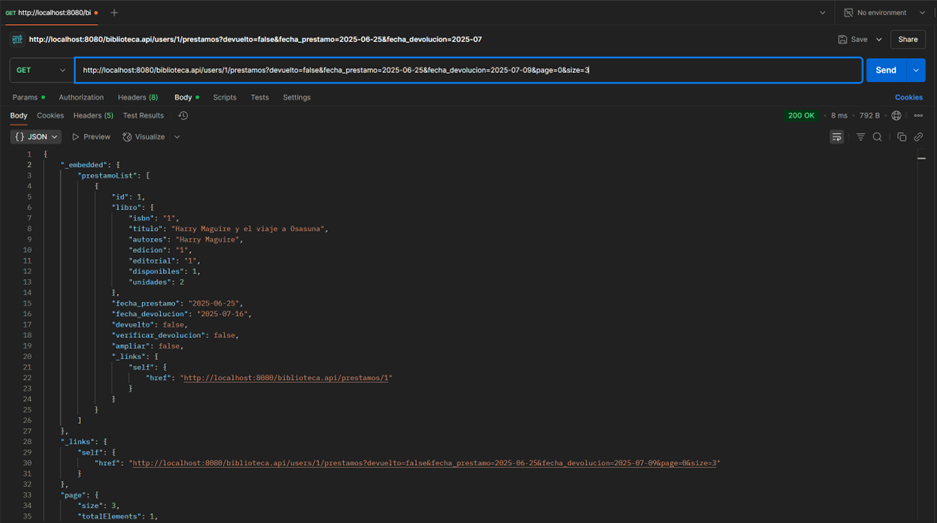 GET http://localhost:8080/bi
No environment
http://localhost:8080/biblioteca.api/users/1/prestamos?devuelto=false&fecha_prestamo=2025-06-25&fecha_devolucion=2025-07
Save
Share
GET
http://localhost:8080/biblioteca.api/users/1/prestamos?devuelto=false&fecha_prestamo=2025-06-25&fecha_devolucion=2025-07-09&page=0&size=3
Send
Params Authorization Headers (8) Body Scripts Tests Settings Cookies
Body Cookies Headers (5) Test Results 200 OK 8 ms 792 B
{} JSON Preview Visualize
1 {
2 "_embedded": {
3 "prestamoList": [
4 {
5 "id": 1,
6 "libro": {
7 "isbn": "1",
8 "titulo": "Harry Maguire y el viaje a Osasuna",
9 "autores": "Harry Maguire",
10 "edicion": "1",
11 "editorial": "1",
12 "disponibles": 1,
13 "unidades": 2
14 },
15 "fecha_prestamo": "2025-06-25",
16 "fecha_devolucion": "2025-07-16",
17 "devuelto": false,
18 "verificar_devolucion": false,
19 "ampliar": false,
20 "_links": {
21 "self": {
22 "href": "http://localhost:8080/biblioteca.api/prestamos/1"
23 }
24 }
25 }
26 ]
27 },
28 "_links": {
29 "self": {
30 "href": "http://localhost:8080/biblioteca.api/users/1/prestamos?devuelto=false&fecha_prestamo=2025-06-25&fecha_devolucion=2025-07-09&page=0&size=3"
31 }
32 },
33 "page": {
34 "size": 3,
35 "totalElements": 1,